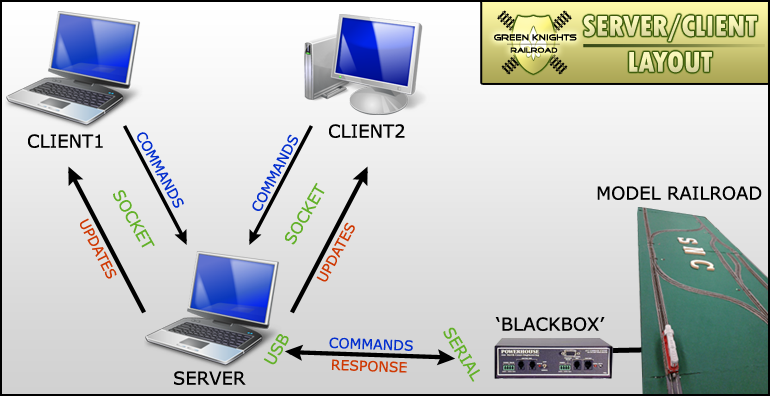 GREEN KNIGHTS
RAILROAD
SERVER/CLIENT
LAYOUT
CLIENT1
CLIENT2
COMMANDS
COMMANDS
SOCKET
SOCKET
UPDATES
UPDATES
MODEL RAILROAD
SNC
'BLACKBOX'
POWERHOUSE
USB
COMMANDS
RESPONSE
SERIAL
SERVER